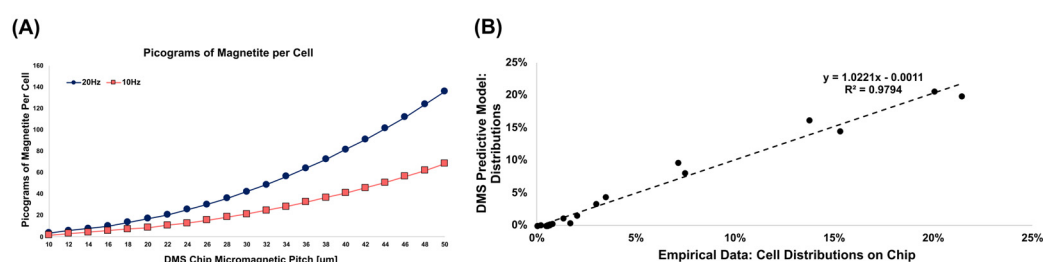 (A)
Picograms of Magnetite per Cell
Picograms of Magnetite Per Cell
160
140
120
100
80
60
40
20
0
20Hz 10Hz
10 12 14 16 18 20 22 24 26 28 30 32 34 36 38 40 42 44 46 48 50
DMS Chip Micromagnetic Pitch [um]
(B)
DMS Predictive Model:
Distributions
25%
20%
15%
10%
5%
0%
y = 1.0221x - 0.0011
R² = 0.9794
0% 5% 10% 15% 20% 25%
Empirical Data: Cell Distributions on Chip